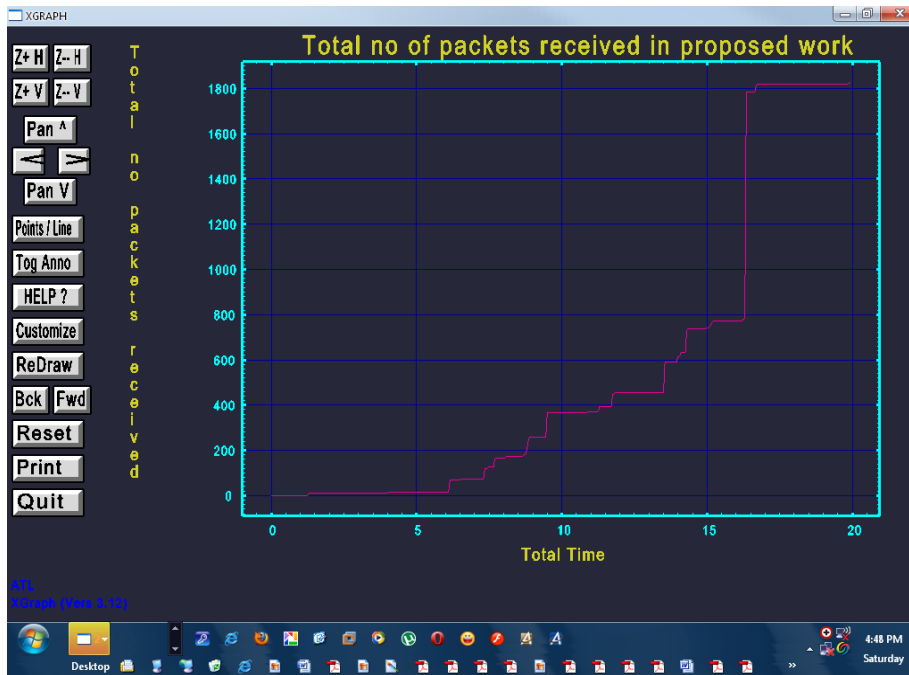 XGRAPH
Total no of packets received in proposed work
Z+ H Z-- H
Z+ V Z-- V
Pan ^
< >
Pan V
Points / Line
Tog Anno
HELP ?
Customize
ReDraw
Bck Fwd
Reset
Print
Quit
Total no packets received
1800
1600
1400
1200
1000
800
600
400
200
0
0 5 10 15 20
Total Time
ATL
XGraph (Vers 3.12)
Desktop
»
4:48 PM
Saturday